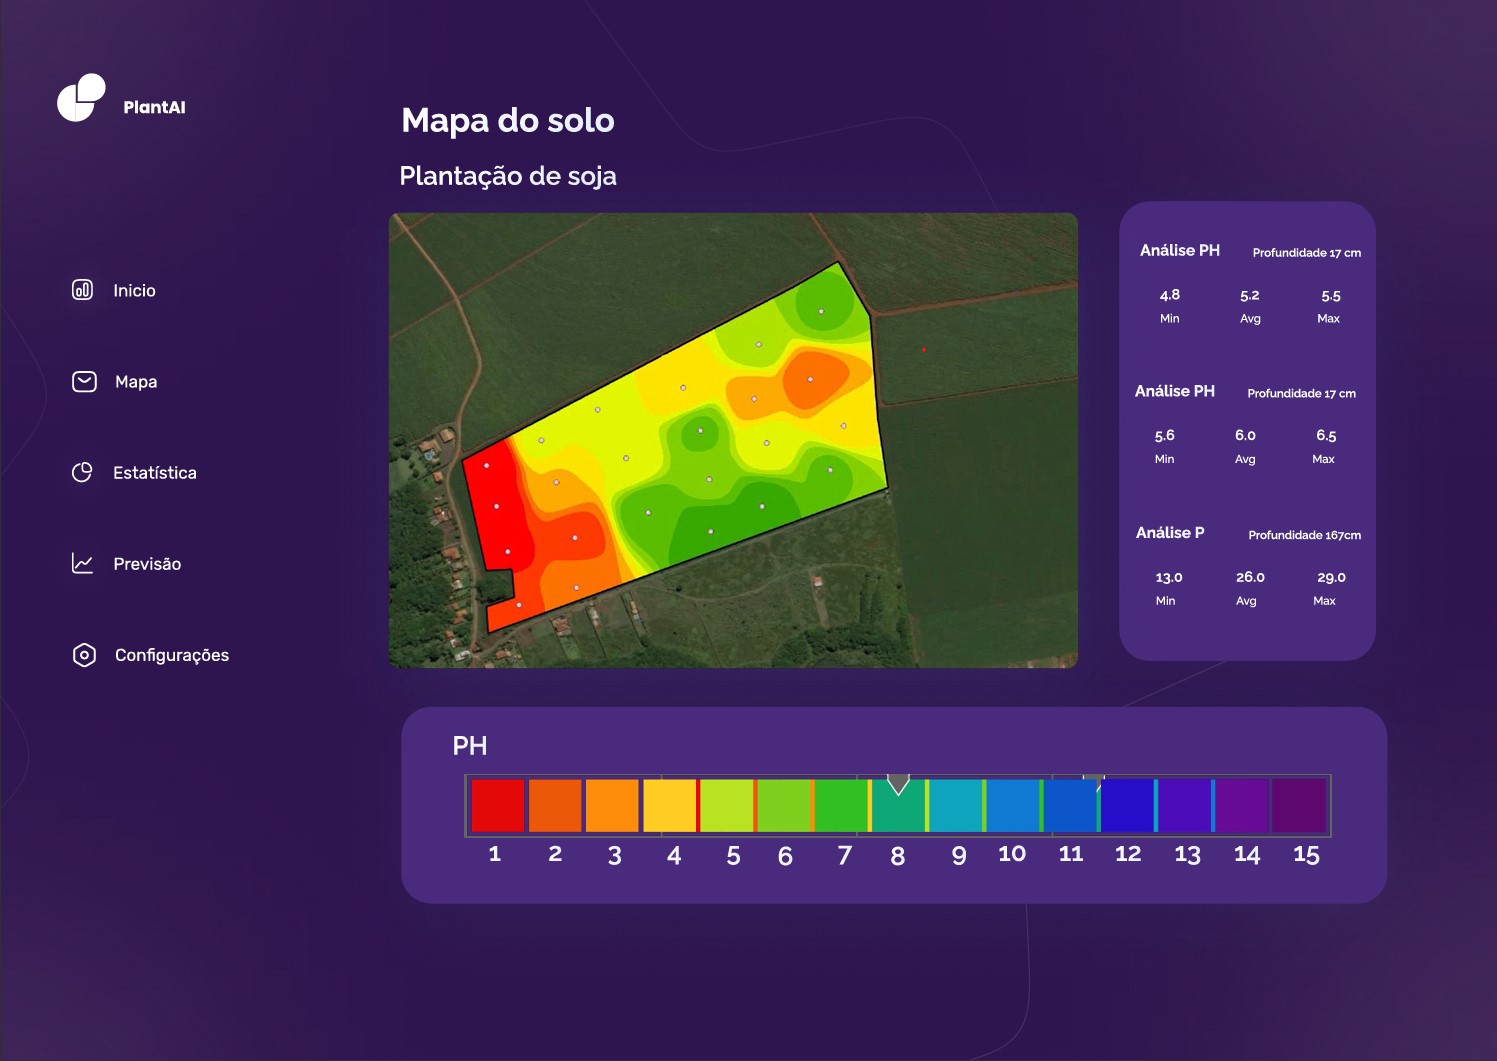 PlantAI
Inicio
Mapa
Estatística
Previsão
Configurações
Mapa do solo
Plantação de soja
Análise PH Profundidade 17 cm
4.8 5.2 5.5
Min Avg Max
Análise PH Profundidade 17 cm
5.6 6.0 6.5
Min Avg Max
Análise P Profundidade 167cm
13.0 26.0 29.0
Min Avg Max
PH
1 2 3 4 5 6 7 8 9 10 11 12 13 14 15